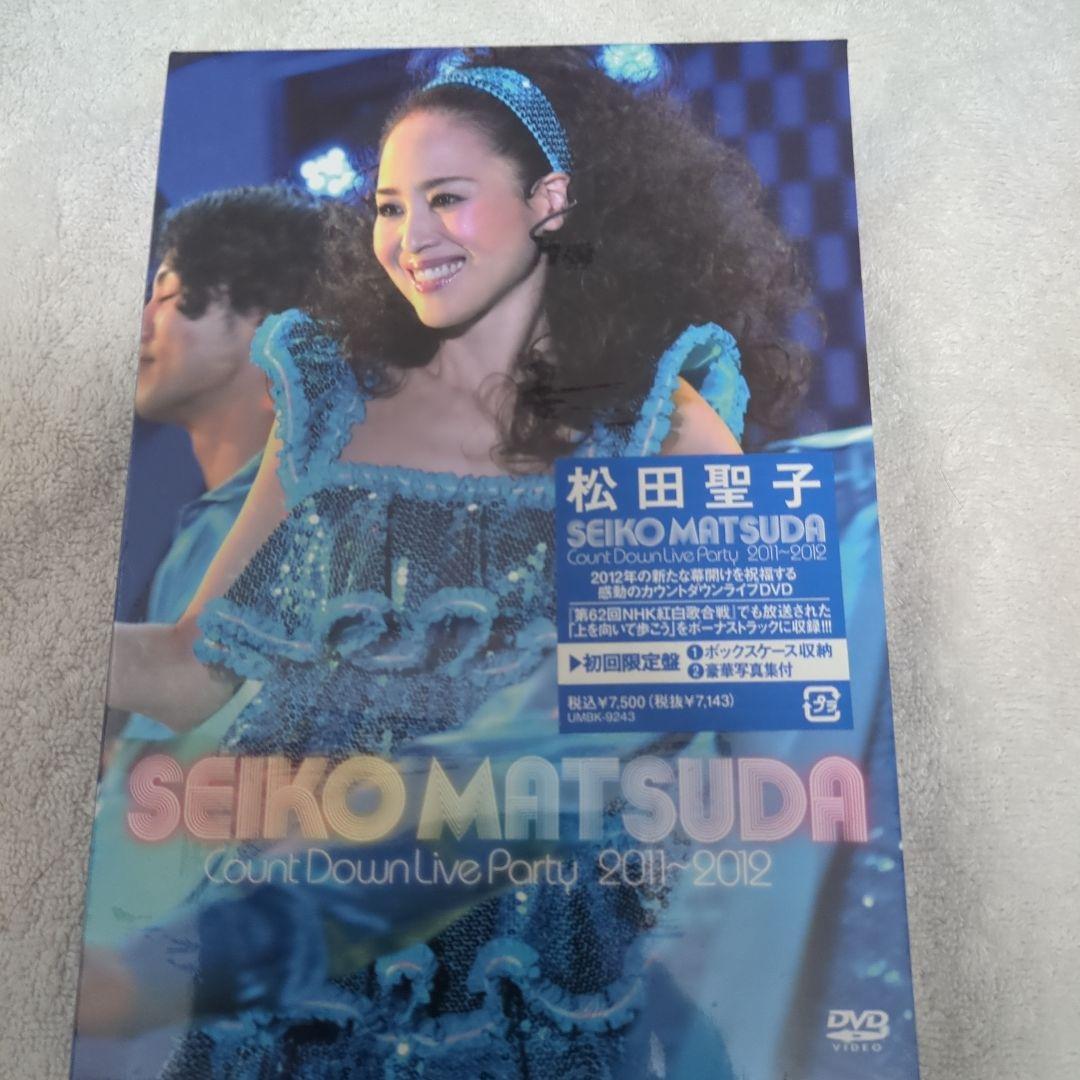 松田聖子
SEIKO MATSUDA
Count Down Live Party 2011~2012
2012年の新たな幕開けを祝福する
感動のカウントダウンライブDVD
「第62回NHK紅白歌合戦」でも放送された
「上を向いて歩こう」をボーナストラックに収録!!!
▶初回限定盤 ①ボックスケース収納
②豪華写真集付
税込¥7,500(税抜¥7,143)
UMBK-9243
プラ
SEIKO MATSUDA
Count Down Live Party 2011~2012
DVD
VIDEO